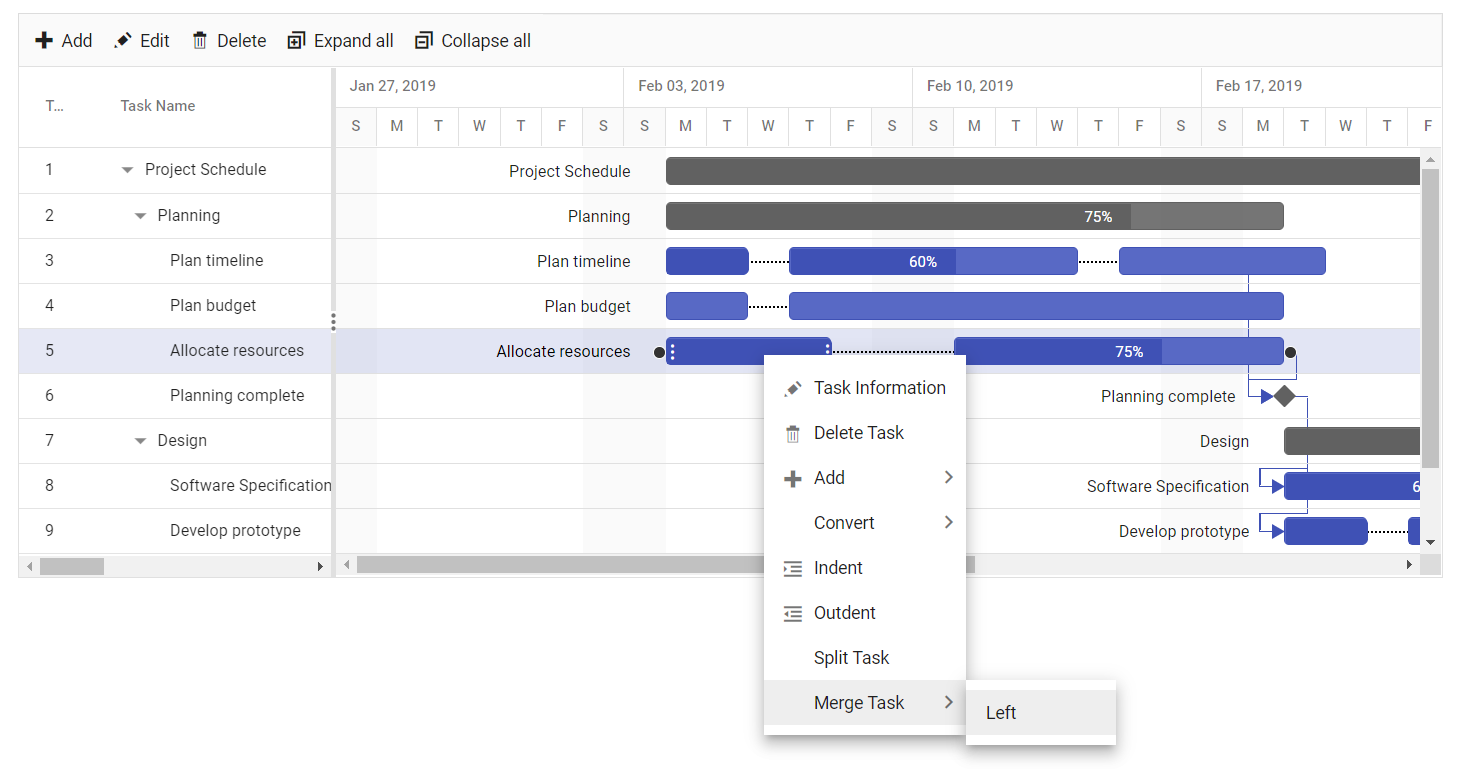 Add Edit Delete Expand all Collapse all
T... Task Name
Jan 27, 2019 Feb 03, 2019 Feb 10, 2019 Feb 17, 2019
S M T W T F S S M T W T F S S M T W T F S S M T W T F
1 Project Schedule Project Schedule
2 Planning Planning 75%
3 Plan timeline Plan timeline 60%
4 Plan budget Plan budget
5 Allocate resources Allocate resources 75%
Task Information
6 Planning complete Planning complete
Delete Task
7 Design Design
Add
8 Software Specification Software Specification 6
Convert
9 Develop prototype Develop prototype
Indent
Outdent
Split Task
Merge Task
Left